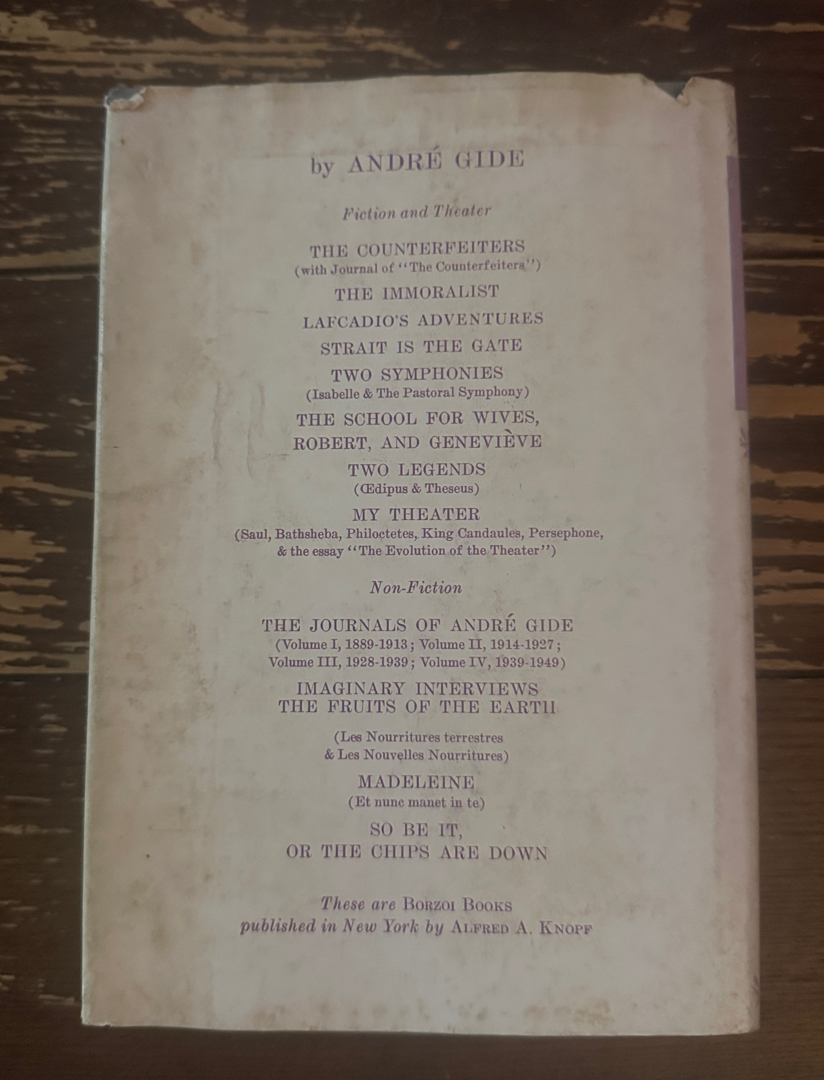 by ANDRÉ GIDE
Fiction and Theater
THE COUNTERFEITERS
(with Journal of "The Counterfeiters")
THE IMMORALIST
LAFCADIO'S ADVENTURES
STRAIT IS THE GATE
TWO SYMPHONIES
(Isabelle & The Pastoral Symphony)
THE SCHOOL FOR WIVES,
ROBERT, AND GENEVIÈVE
TWO LEGENDS
(Œdipus & Theseus)
MY THEATER
(Saul, Bathsheba, Philoctetes, King Candaules, Persephone,
& the essay "The Evolution of the Theater")
Non-Fiction
THE JOURNALS OF ANDRÉ GIDE
(Volume I, 1889-1913; Volume II, 1914-1927;
Volume III, 1928-1939; Volume IV, 1939-1949)
IMAGINARY INTERVIEWS
THE FRUITS OF THE EARTH
(Les Nourritures terrestres
& Les Nouvelles Nourritures)
MADELEINE
(Et nunc manet in te)
SO BE IT,
OR THE CHIPS ARE DOWN
These are BORZOI BOOKS
published in New York by ALFRED A. KNOPF